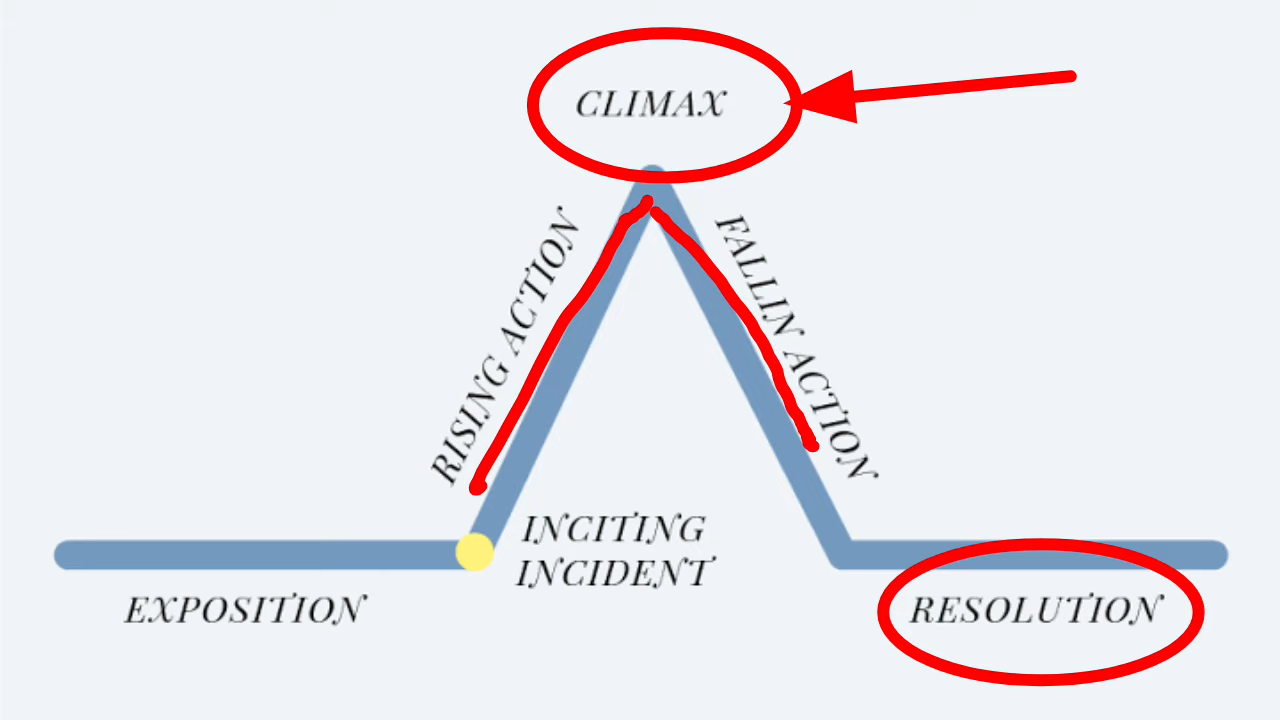 CLIMAX
RISING ACTION
FALLIN ACTION
INCITING
INCIDENT
EXPOSITION
RESOLUTION